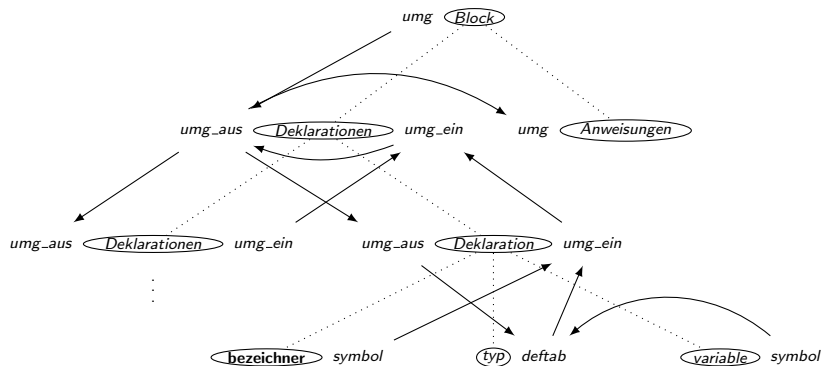 umg Block
umg_aus Deklarationen umg_ein umg Anweisungen
umg_aus Deklarationen umg_ein umg_aus Deklaration umg_ein
bezeichner symbol typ deftab variable symbol